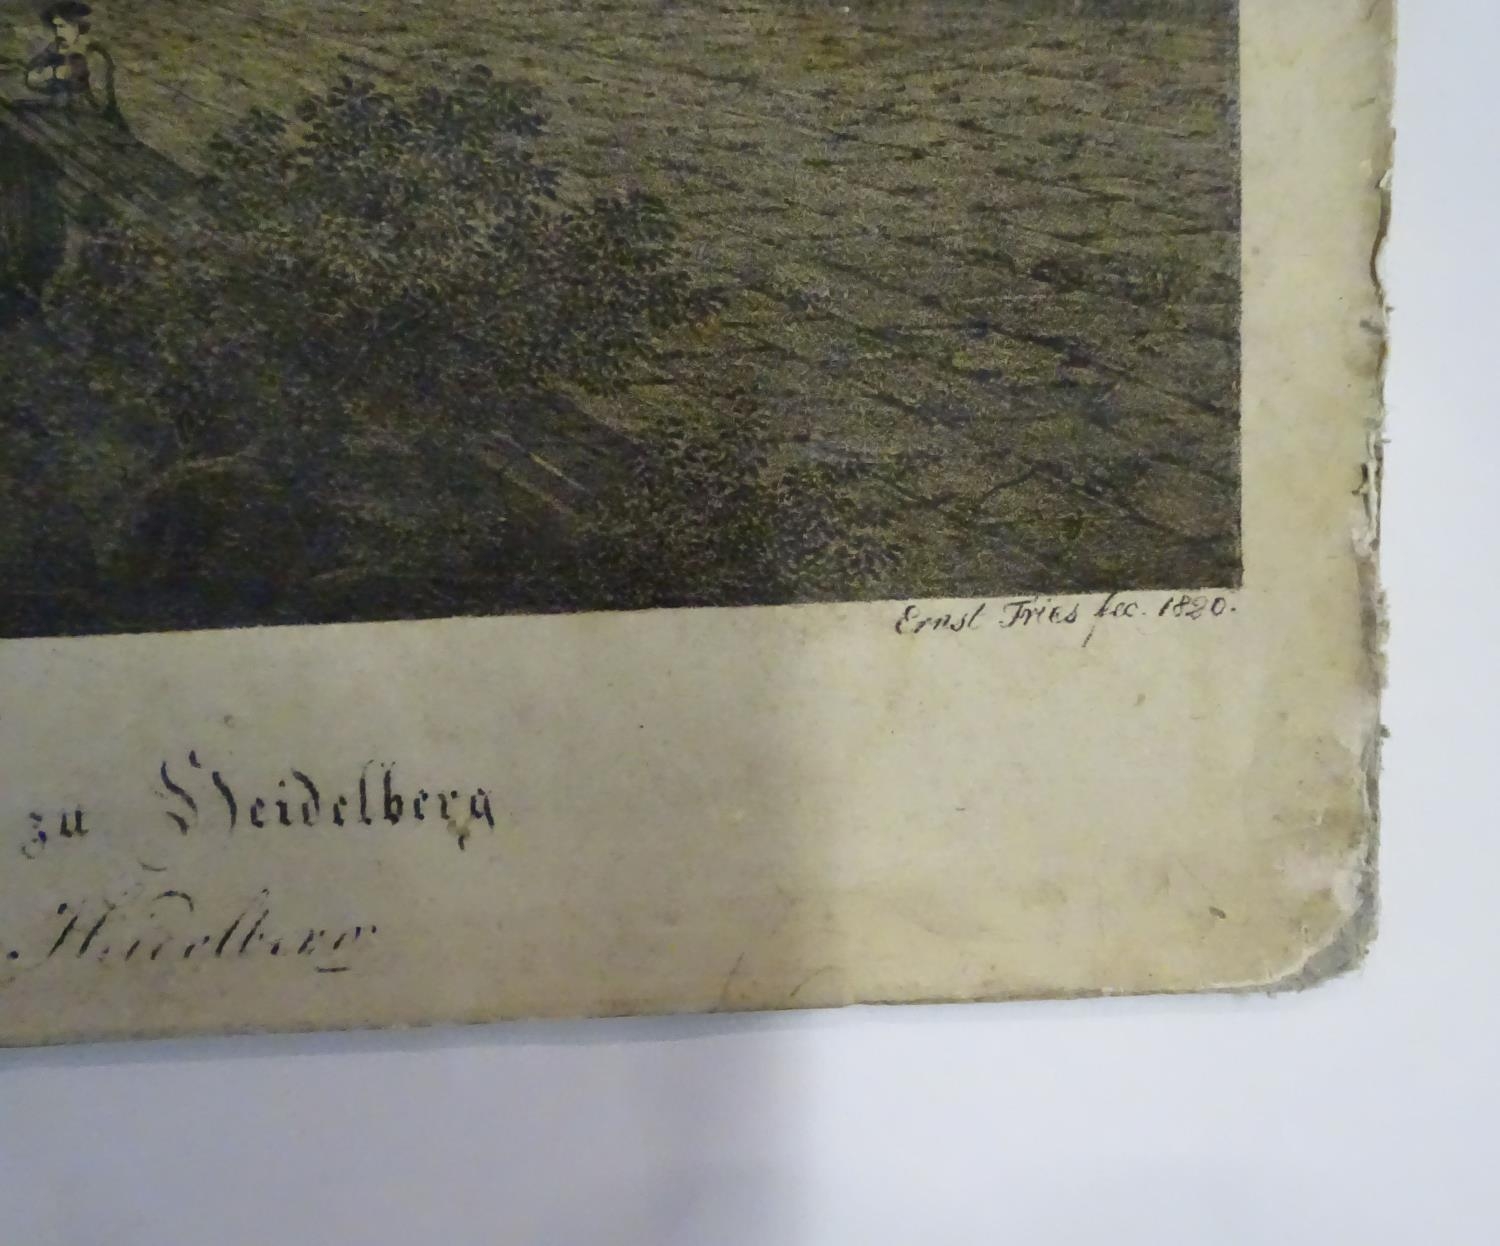 Ernst Fries fec. 1820.
zu Heidelberg
Heidelberg